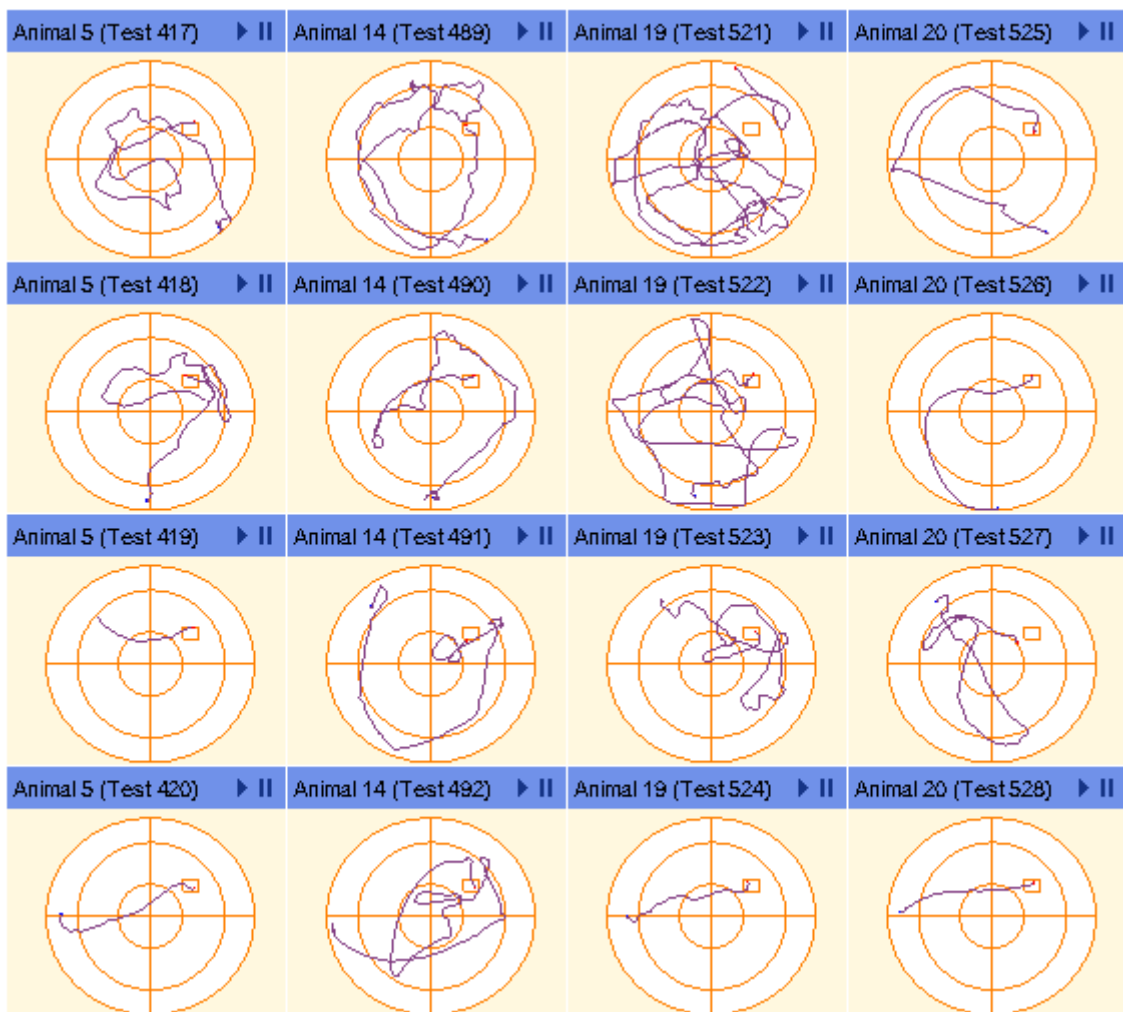 Animal 5 (Test 417) Animal 14 (Test 489) Animal 19 (Test 521) Animal 20 (Test 525)
Animal 5 (Test 418) Animal 14 (Test 490) Animal 19 (Test 522) Animal 20 (Test 526)
Animal 5 (Test 419) Animal 14 (Test 491) Animal 19 (Test 523) Animal 20 (Test 527)
Animal 5 (Test 420) Animal 14 (Test 492) Animal 19 (Test 524) Animal 20 (Test 528)